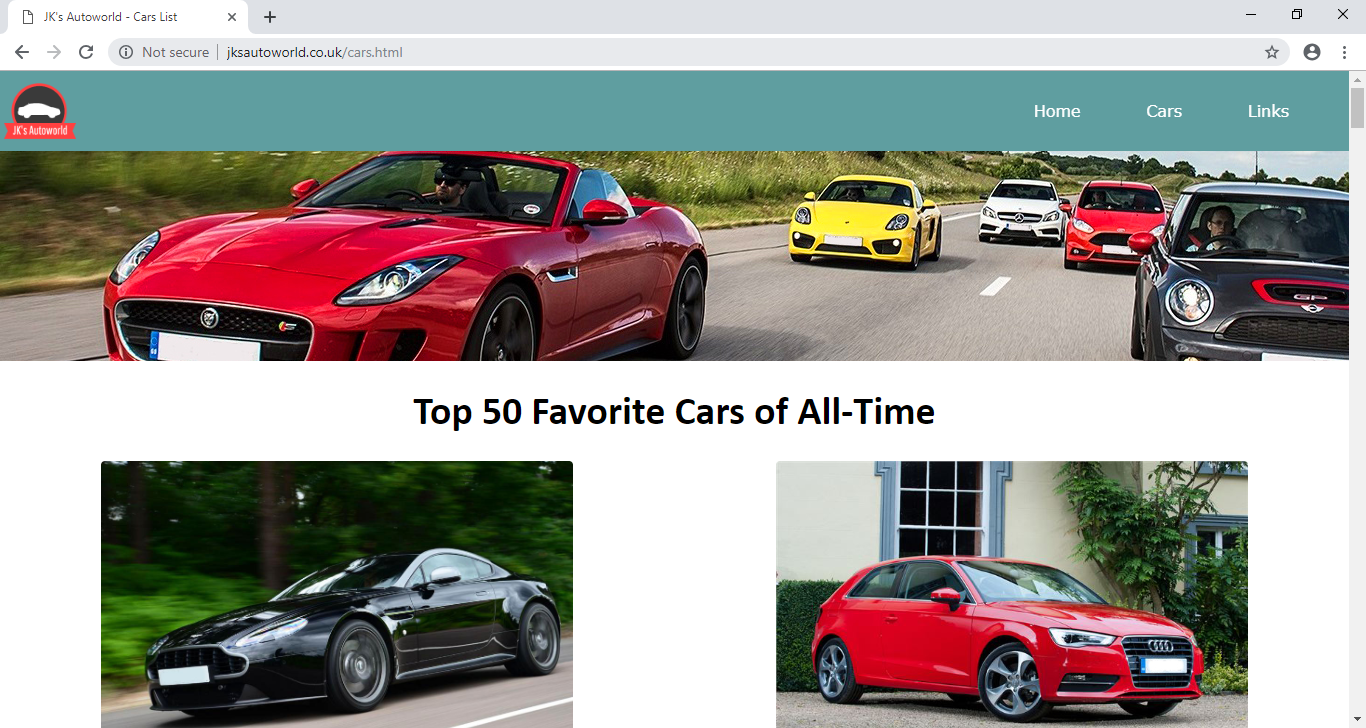 JK's Autoworld - Cars List
Not secure
jksautoworld.co.uk/cars.html
JK's Autoworld
Home
Cars
Links
GP
Top 50 Favorite Cars of All-Time